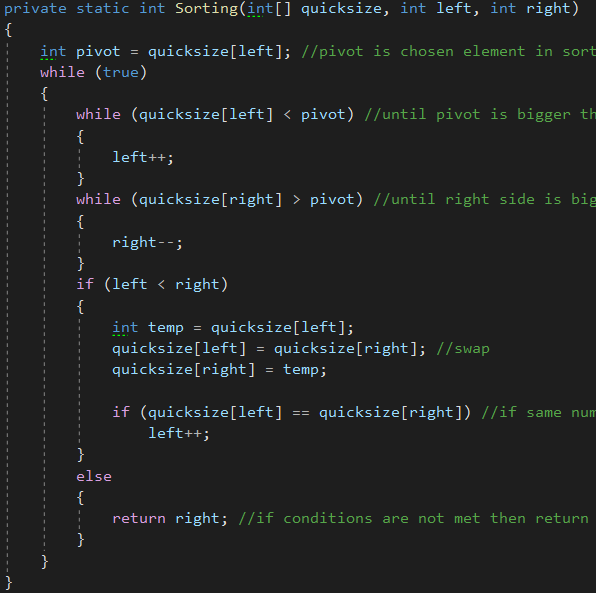 private static int Sorting(int[] quicksize, int left, int right)
{
int pivot = quicksize[left]; //pivot is chosen element in sort
while (true)
{
while (quicksize[left] < pivot) //until pivot is bigger th
{
left++;
}
while (quicksize[right] > pivot) //until right side is big
{
right--;
}
if (left < right)
{
int temp = quicksize[left];
quicksize[left] = quicksize[right]; //swap
quicksize[right] = temp;
if (quicksize[left] == quicksize[right]) //if same num
left++;
}
else
{
return right; //if conditions are not met then return
}
}
}